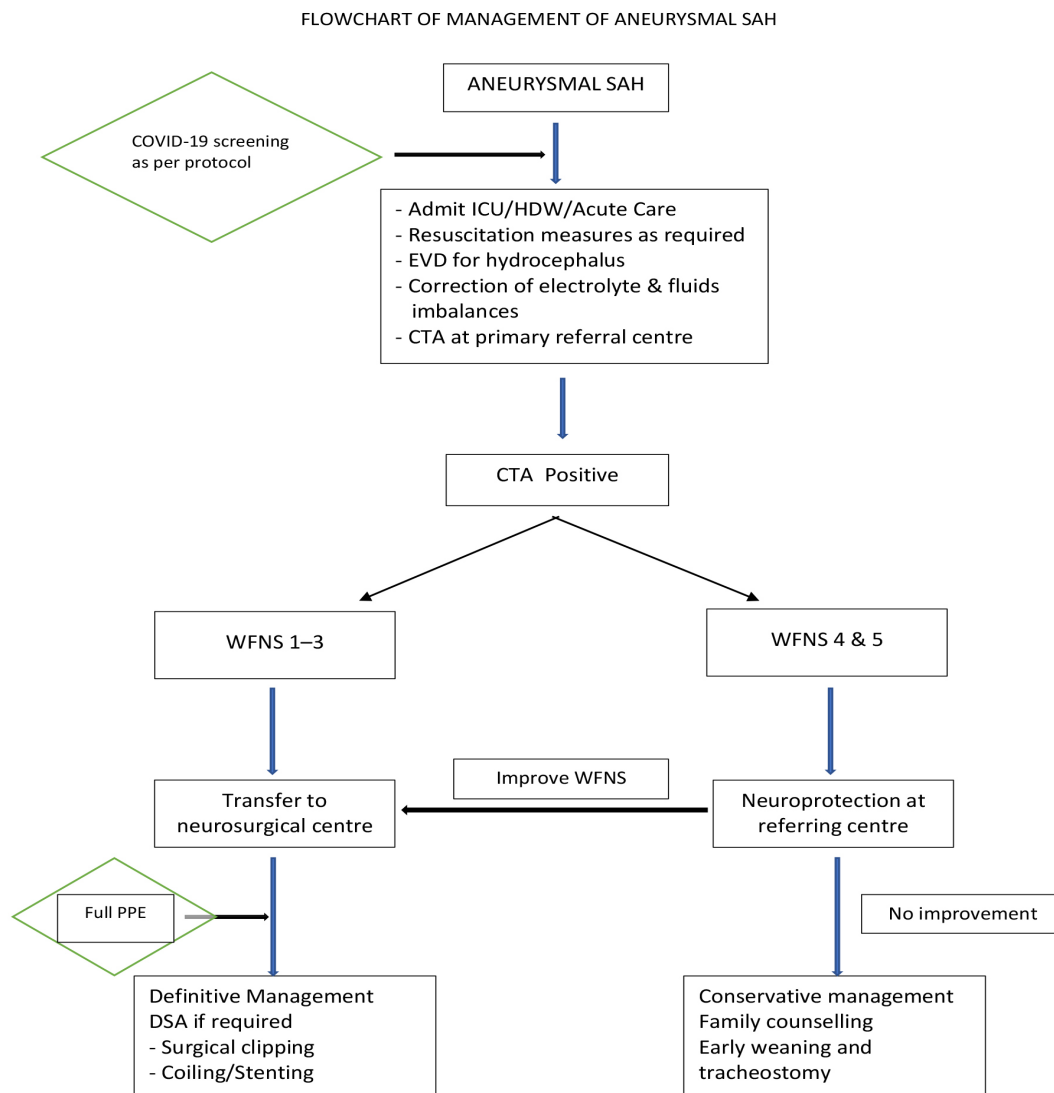 FLOWCHART OF MANAGEMENT OF ANEURYSMAL SAH
ANEURYSMAL SAH
COVID-19 screening
as per protocol
- Admit ICU/HDW/Acute Care
- Resuscitation measures as required
- EVD for hydrocephalus
- Correction of electrolyte & fluids
imbalances
- CTA at primary referral centre
CTA Positive
WFNS 1–3
WFNS 4 & 5
Improve WFNS
Transfer to
neurosurgical centre
Neuroprotection at
referring centre
Full PPE
No improvement
Definitive Management
DSA if required
- Surgical clipping
- Coiling/Stenting
Conservative management
Family counselling
Early weaning and
tracheostomy